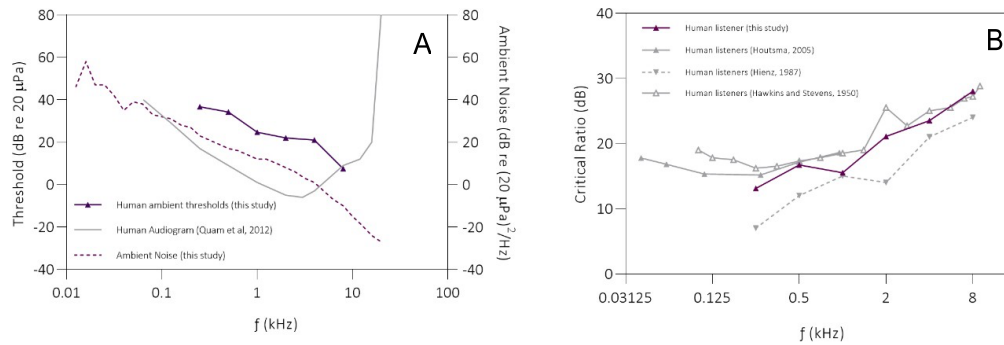 A
Threshold (dB re 20 µPa)
80
60
40
20
0
-20
-40
80
60
40
20
0
-20
-40
Ambient Noise (dB re (20 µPa)²/Hz)
Human ambient thresholds (this study)
Human Audiogram (Quam et al, 2012)
Ambient Noise (this study)
0.01
0.1
1
10
100
ƒ (kHz)
B
Critical Ratio (dB)
40
30
20
10
0
Human listener (this study)
Human listeners (Houtsma, 2005)
Human listeners (Hienz, 1987)
Human listeners (Hawkins and Stevens, 1950)
0.03125
0.125
0.5
2
8
ƒ (kHz)